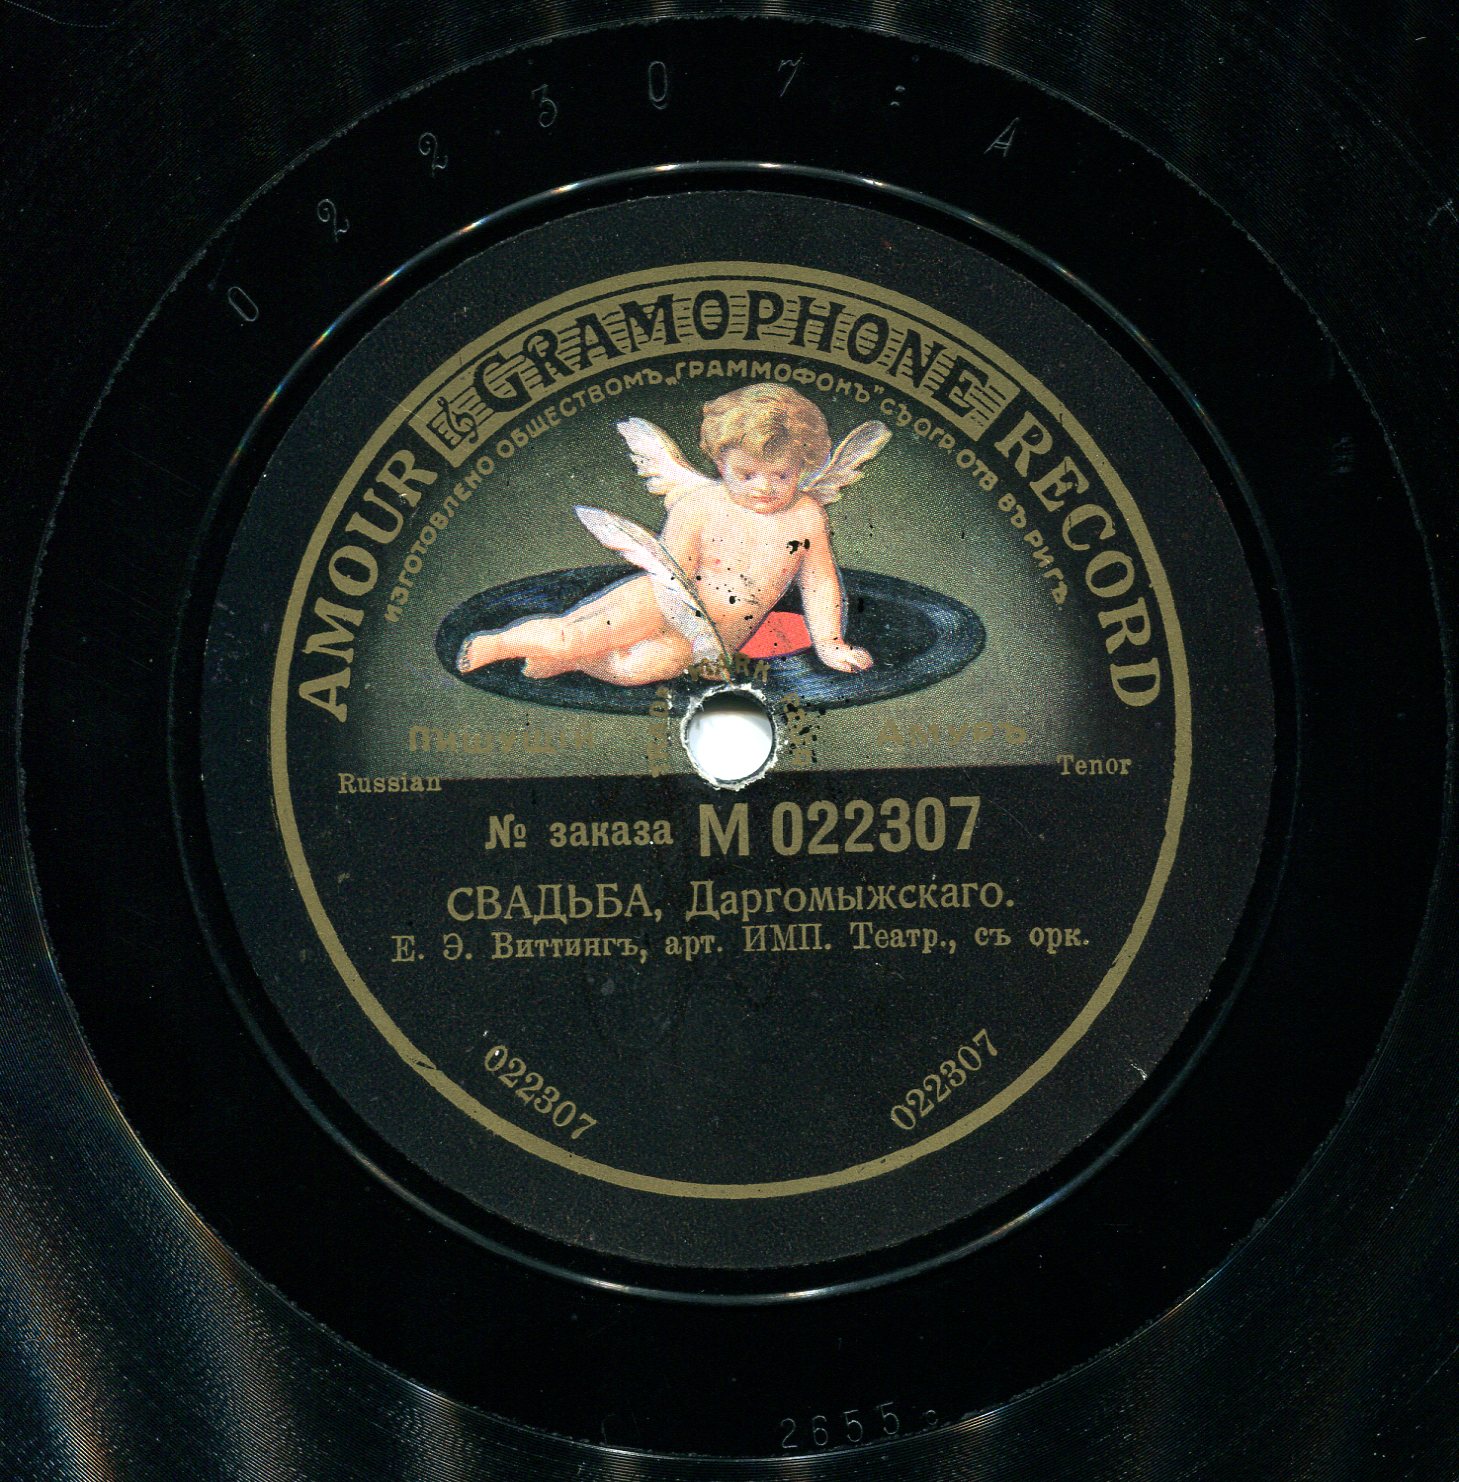 022307:A
AMOUR GRAMOPHONE RECORD
ИЗГОТОВЛЕНО ОБЩЕСТВОМЪ „ГРАММОФОНЪ“ СЪ ОГР. ОТВ ВЪ РИГѢ.
ПИШУЩІЙ Амуръ
Russian Tenor
№ заказа М 022307
СВАДЬБА, Даргомыжскаго.
Е. Э. Виттингъ, арт. ИМП. Театр., съ орк.
022307 022307
2655 c